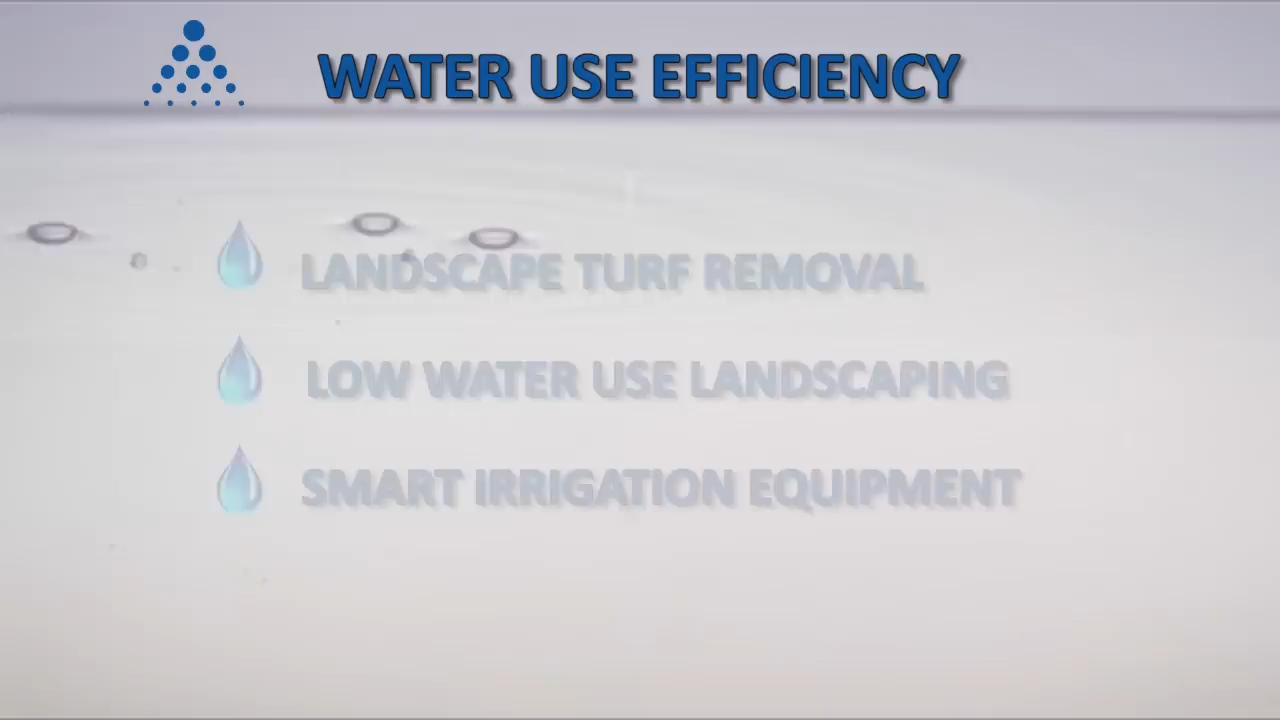 WATER USE EFFICIENCY
LANDSCAPE TURF REMOVAL
LOW WATER USE LANDSCAPING
SMART IRRIGATION EQUIPMENT